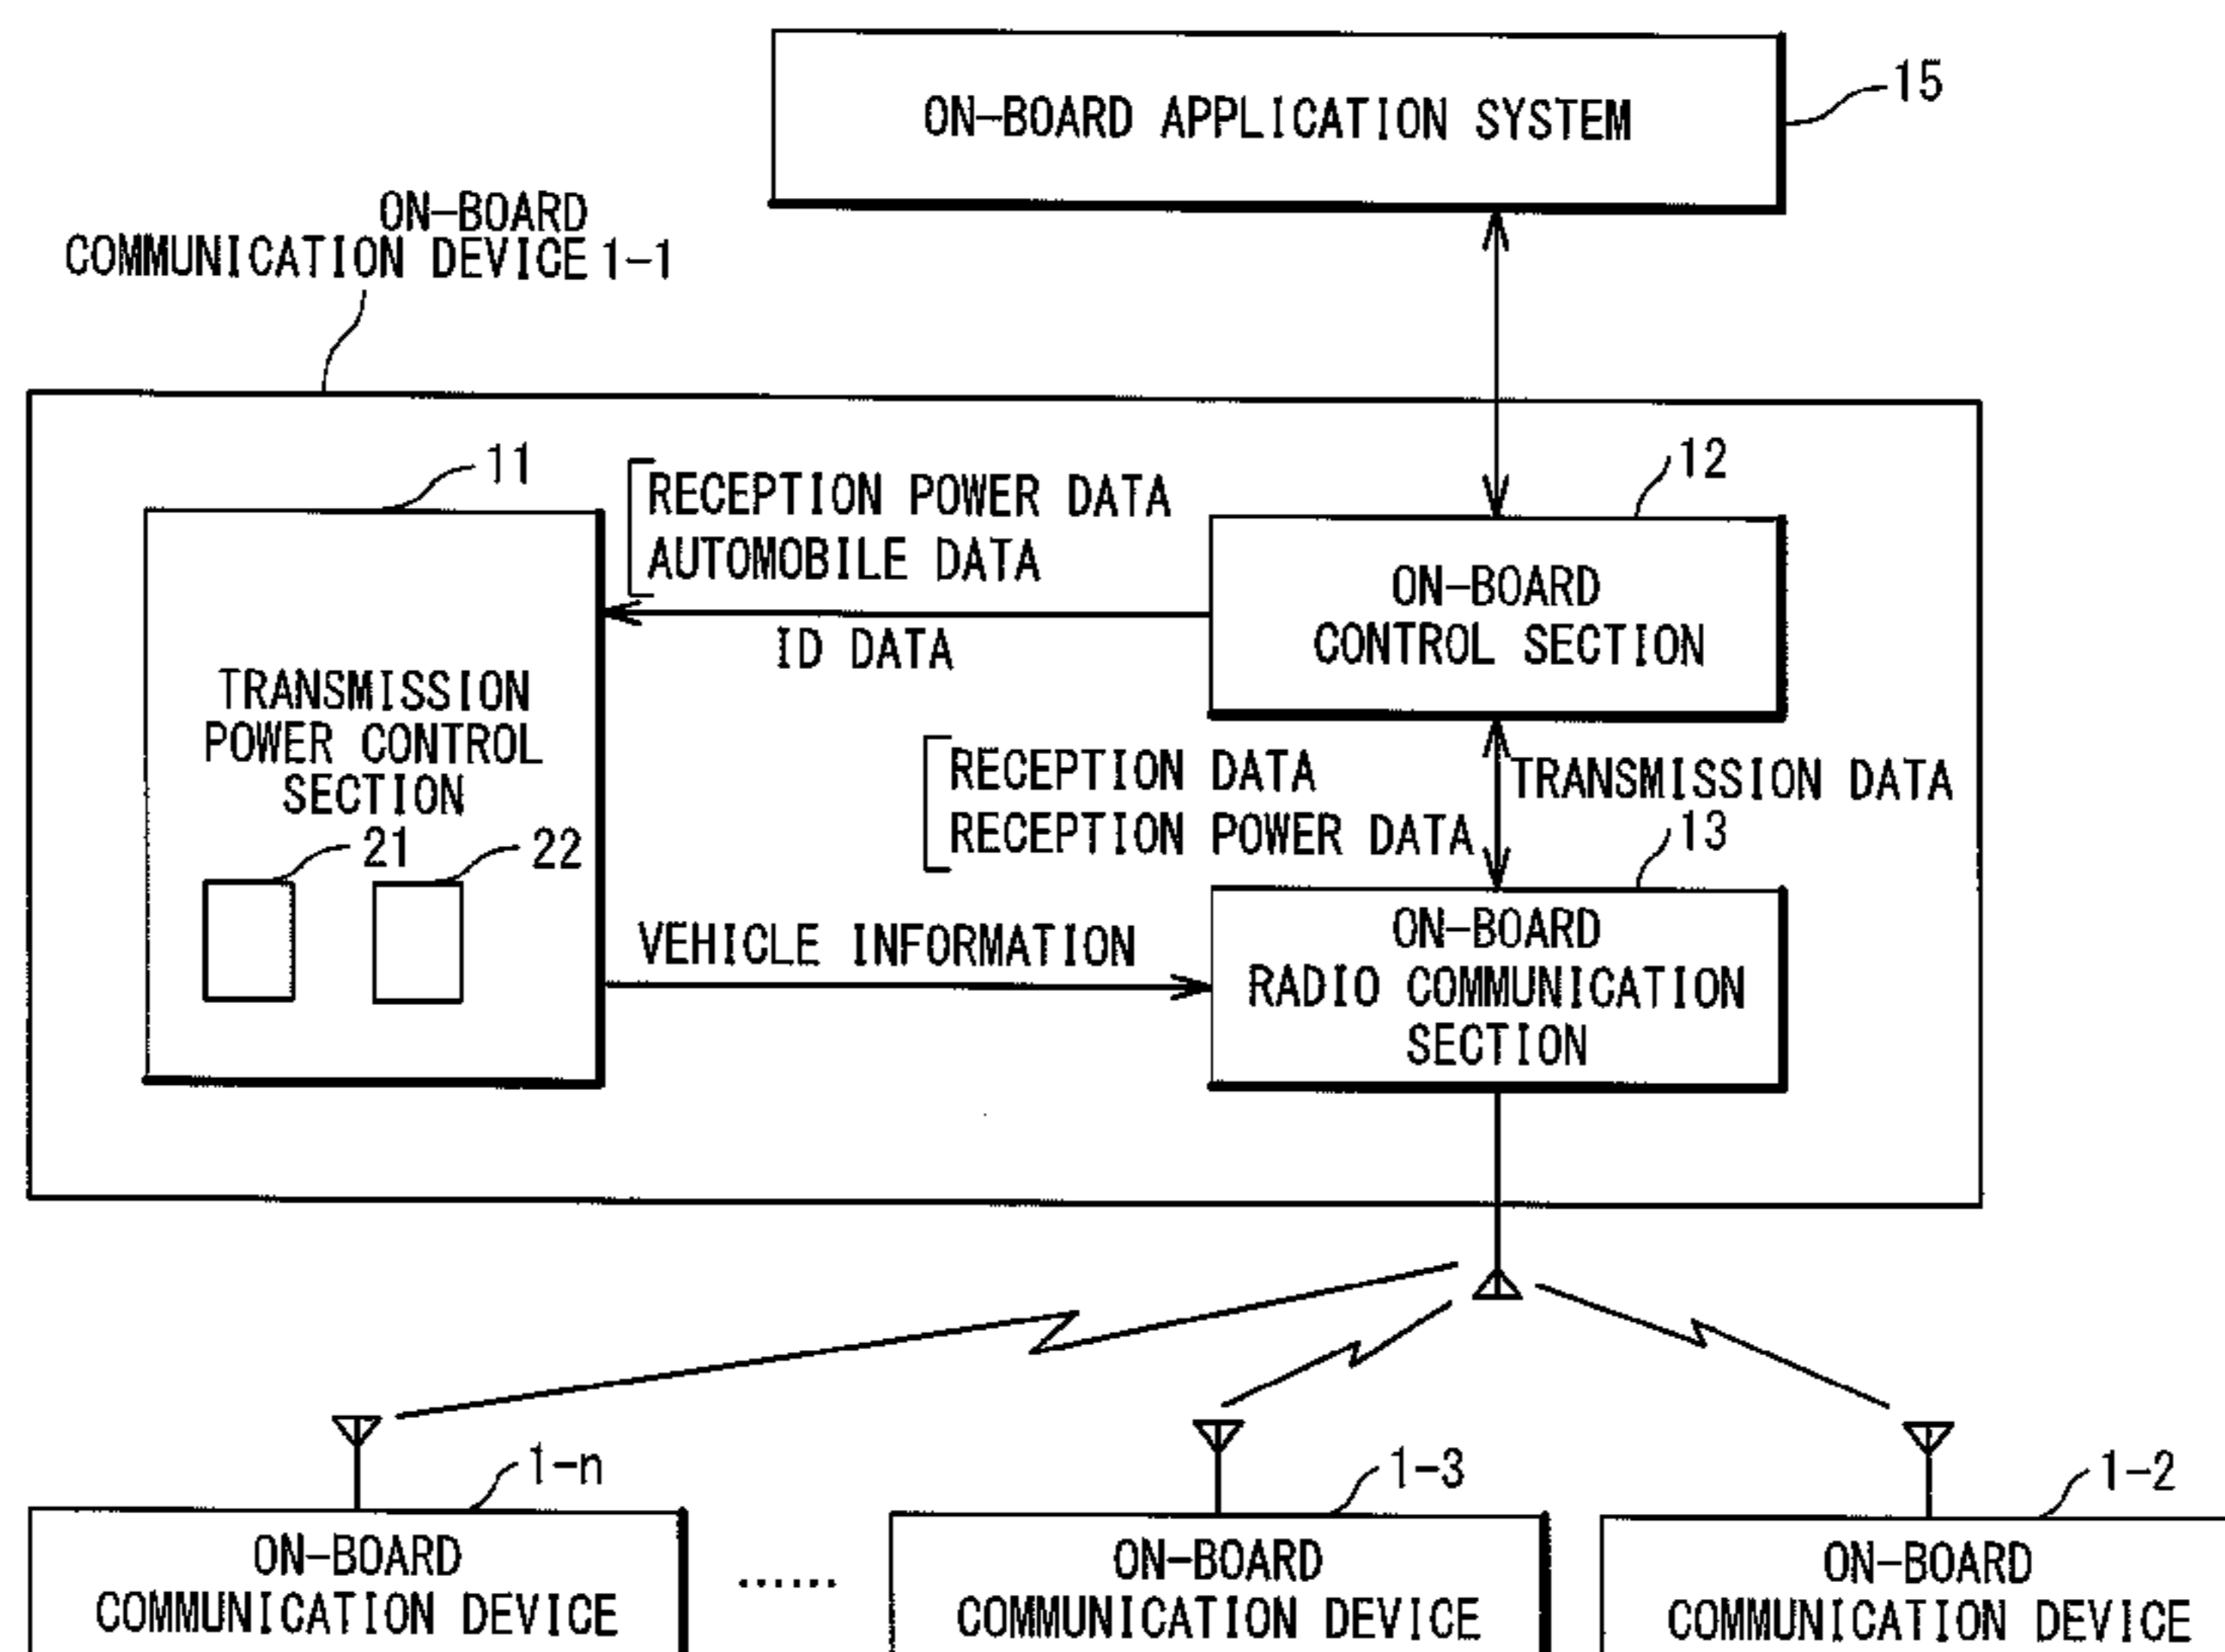 ON-BOARD APPLICATION SYSTEM
15
ON-BOARD
COMMUNICATION DEVICE 1-1
11
RECEPTION POWER DATA
AUTOMOBILE DATA
ID DATA
12
ON-BOARD
CONTROL SECTION
TRANSMISSION
POWER CONTROL
SECTION
21
22
RECEPTION DATA
RECEPTION POWER DATA
TRANSMISSION DATA
13
VEHICLE INFORMATION
ON-BOARD
RADIO COMMUNICATION
SECTION
1-n
ON-BOARD
COMMUNICATION DEVICE
......
1-3
ON-BOARD
COMMUNICATION DEVICE
1-2
ON-BOARD
COMMUNICATION DEVICE